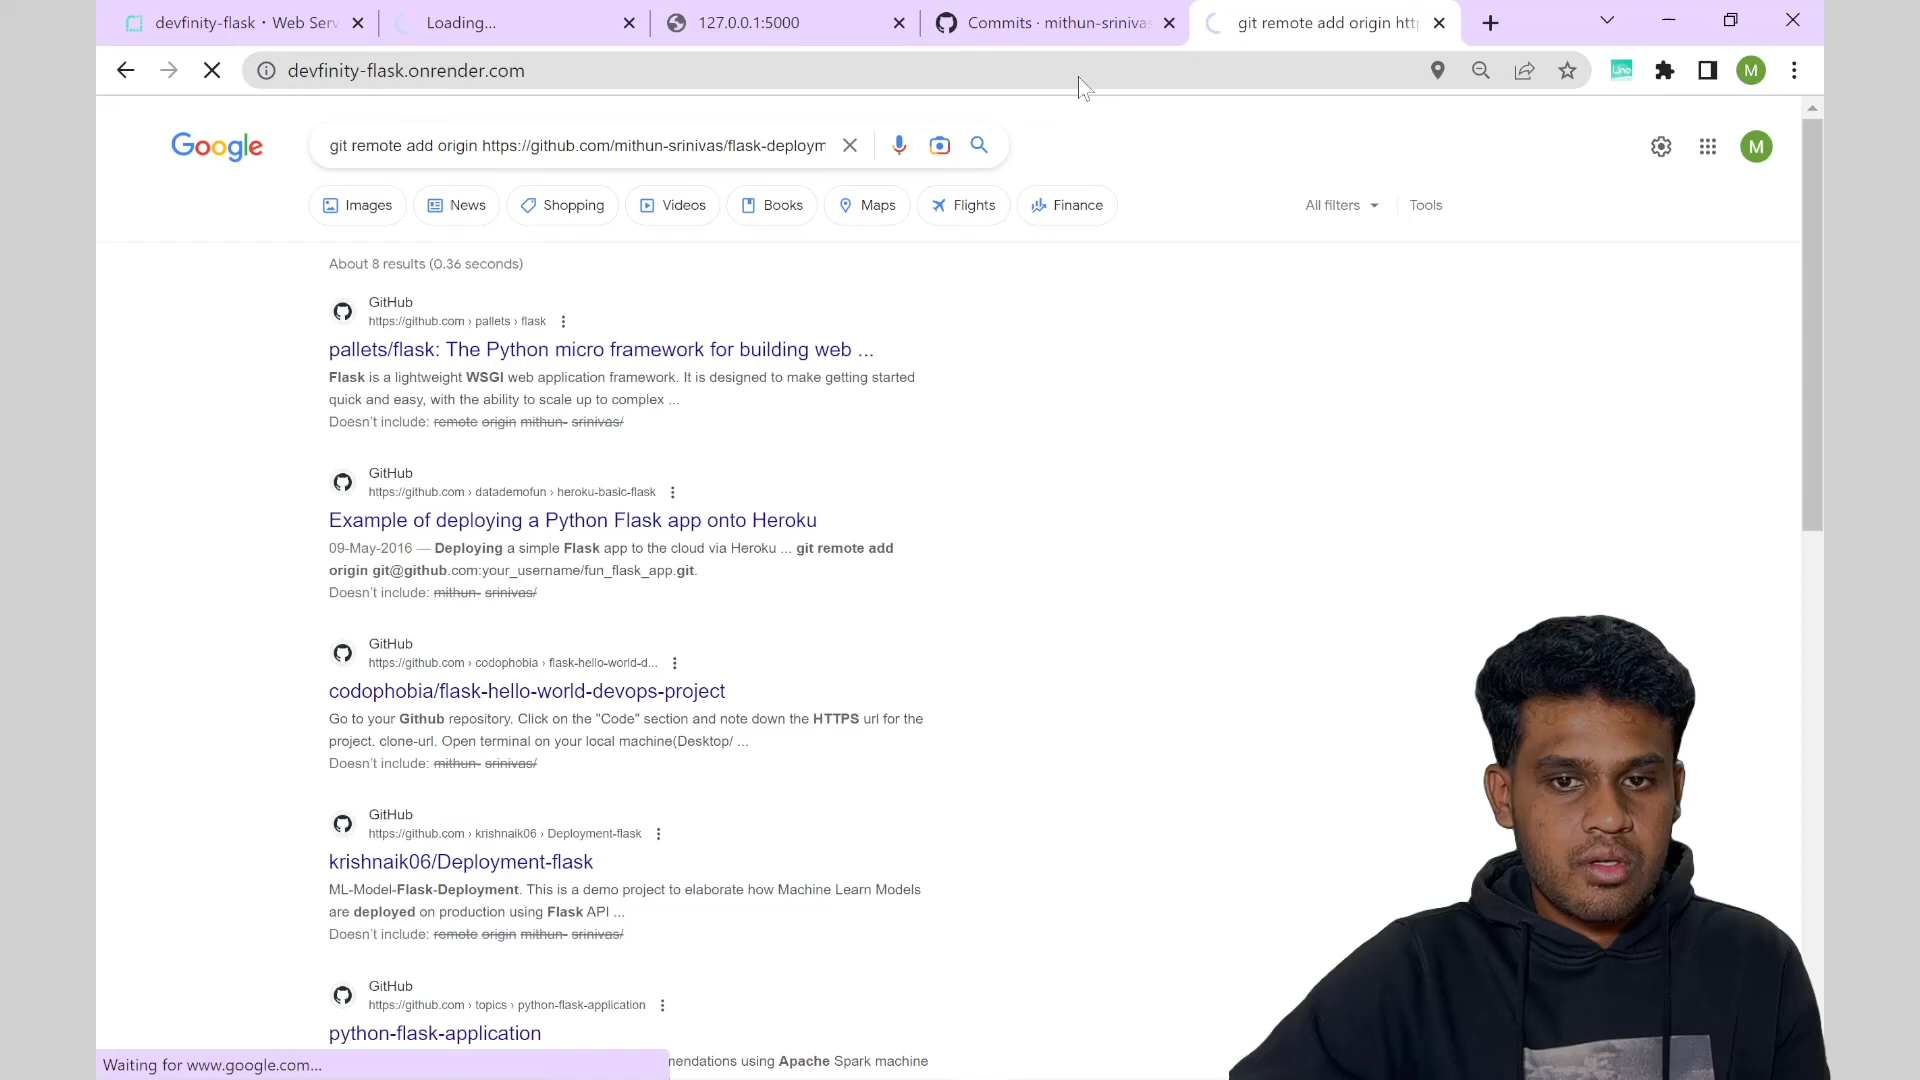 devfinity-flask · Web Serv
Loading...
127.0.0.1:5000
Commits · mithun-srinivas
git remote add origin http
devfinity-flask.onrender.com
Une
M
Google
git remote add origin https://github.com/mithun-srinivas/flask-deploym
M
Images
News
Shopping
Videos
Books
Maps
Flights
Finance
All filters
Tools
About 8 results (0.36 seconds)
GitHub
https://github.com › pallets › flask
pallets/flask: The Python micro framework for building web ...
Flask is a lightweight WSGI web application framework. It is designed to make getting started
quick and easy, with the ability to scale up to complex ...
Doesn't include: remote origin mithun- srinivas/
GitHub
https://github.com › datademofun › heroku-basic-flask
Example of deploying a Python Flask app onto Heroku
09-May-2016 — Deploying a simple Flask app to the cloud via Heroku ... git remote add
origin git@github.com:your_username/fun_flask_app.git.
Doesn't include: mithun- srinivas/
GitHub
https://github.com › codophobia › flask-hello-world-d...
codophobia/flask-hello-world-devops-project
Go to your Github repository. Click on the "Code" section and note down the HTTPS url for the
project. clone-url. Open terminal on your local machine(Desktop/ ...
Doesn't include: mithun- srinivas/
GitHub
https://github.com › krishnaik06 › Deployment-flask
krishnaik06/Deployment-flask
ML-Model-Flask-Deployment. This is a demo project to elaborate how Machine Learn Models
are deployed on production using Flask API ...
Doesn't include: remote origin mithun- srinivas/
GitHub
https://github.com › topics › python-flask-application
python-flask-application
mendations using Apache Spark machine
Waiting for www.google.com...